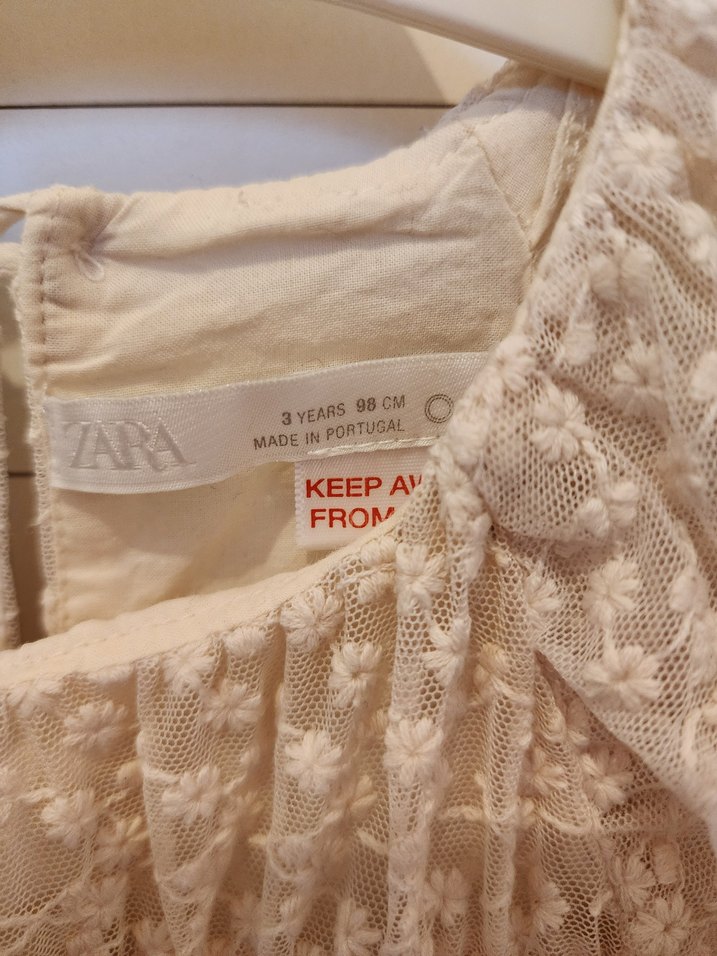 ZARA
3 YEARS 98 CM
MADE IN PORTUGAL
KEEP
FROM